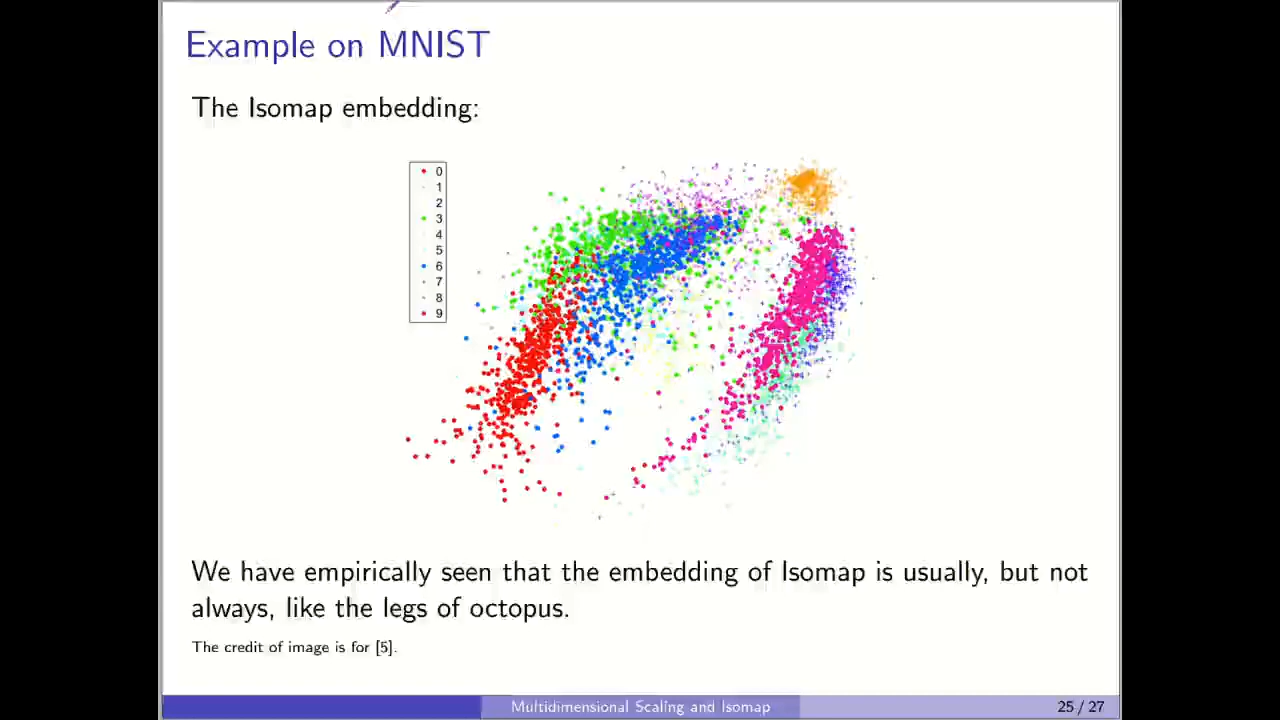 Example on MNIST
The Isomap embedding:
0
1
2
3
4
5
6
7
8
9
We have empirically seen that the embedding of Isomap is usually, but not
always, like the legs of octopus.
The credit of image is for [5].
Multidimensional Scaling and Isomap
25 / 27